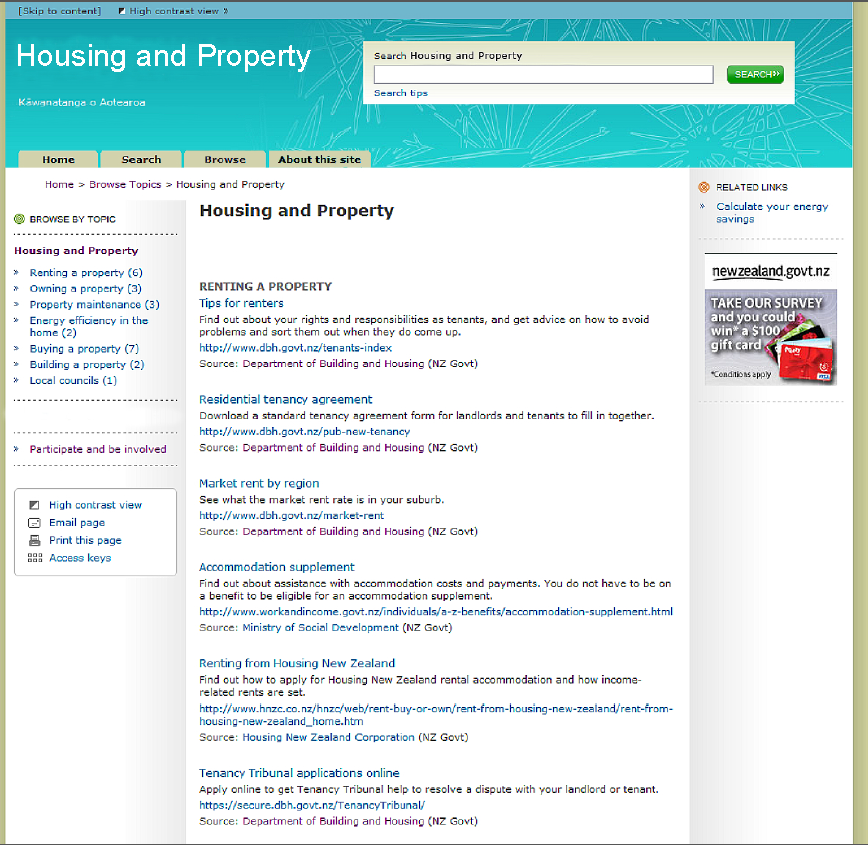 [Skip to content] High contrast view »
Housing and Property
Kāwanatanga o Aotearoa
Search Housing and Property
SEARCH»
Search tips
Home Search Browse About this site
Home > Browse Topics > Housing and Property
BROWSE BY TOPIC
Housing and Property
» Renting a property (6)
» Owning a property (3)
» Property maintenance (3)
» Energy efficiency in the
home (2)
» Buying a property (7)
» Building a property (2)
» Local councils (1)
» Participate and be involved
High contrast view
Email page
Print this page
Access keys
Housing and Property
RENTING A PROPERTY
Tips for renters
Find out about your rights and responsibilities as tenants, and get advice on how to avoid
problems and sort them out when they do come up.
http://www.dbh.govt.nz/tenants-index
Source: Department of Building and Housing (NZ Govt)
Residential tenancy agreement
Download a standard tenancy agreement form for landlords and tenants to fill in together.
http://www.dbh.govt.nz/pub-new-tenancy
Source: Department of Building and Housing (NZ Govt)
Market rent by region
See what the market rent rate is in your suburb.
http://www.dbh.govt.nz/market-rent
Source: Department of Building and Housing (NZ Govt)
Accommodation supplement
Find out about assistance with accommodation costs and payments. You do not have to be on
a benefit to be eligible for an accommodation supplement.
http://www.workandincome.govt.nz/individuals/a-z-benefits/accommodation-supplement.html
Source: Ministry of Social Development (NZ Govt)
Renting from Housing New Zealand
Find out how to apply for Housing New Zealand rental accommodation and how income-
related rents are set.
http://www.hnzc.co.nz/hnzc/web/rent-buy-or-own/rent-from-housing-new-zealand/rent-from-
housing-new-zealand_home.htm
Source: Housing New Zealand Corporation (NZ Govt)
Tenancy Tribunal applications online
Apply online to get Tenancy Tribunal help to resolve a dispute with your landlord or tenant.
https://secure.dbh.govt.nz/TenancyTribunal/
Source: Department of Building and Housing (NZ Govt)
RELATED LINKS
» Calculate your energy
savings
newzealand.govt.nz
TAKE OUR SURVEY
and you could
win* a $100
gift card
*Conditions apply